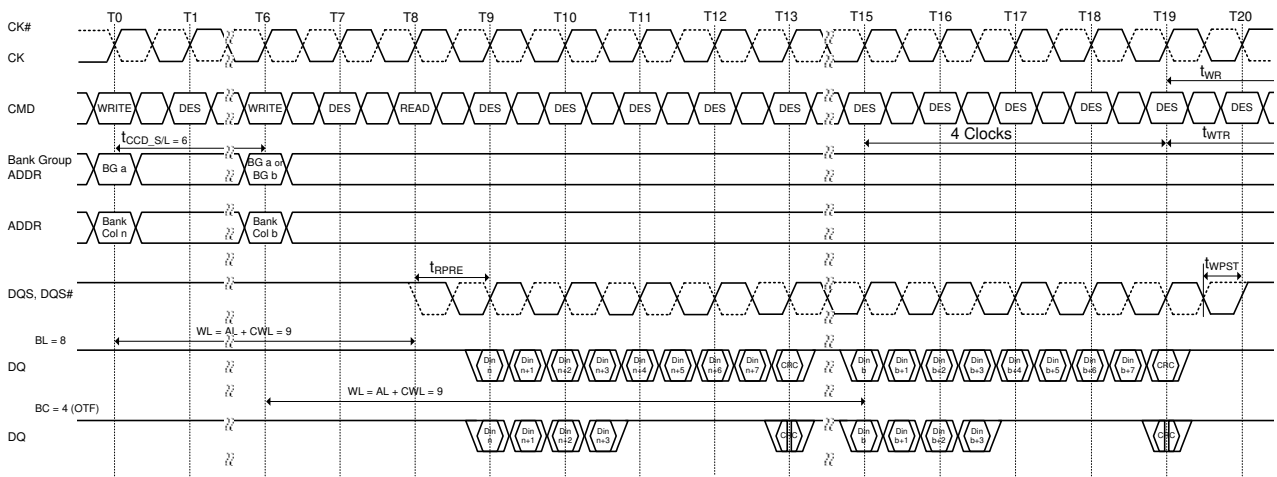 CK#
CK
T0 T1 T6 T7 T8 T9 T10 T11 T12 T13 T15 T16 T17 T18 T19 T20
tWR
CMD
WRITE DES WRITE DES READ DES DES DES DES DES DES DES DES DES DES DES
tCCD_S/L = 6
4 Clocks
tWTR
Bank Group
ADDR
BG a
BG a or
BG b
ADDR
Bank
Col n
Bank
Col b
tRPRE
tWPST
DQS, DQS#
WL = AL + CWL = 9
BL = 8
DQ
Din n
Din n+1
Din n+2
Din n+3
Din n+4
Din n+5
Din n+6
Din n+7
CRC
Din b
Din b+1
Din b+2
Din b+3
Din b+4
Din b+5
Din b+6
Din b+7
CRC
WL = AL + CWL = 9
BC = 4 (OTF)
DQ
Din n
Din n+1
Din n+2
Din n+3
CRC
Din b
Din b+1
Din b+2
Din b+3
CRC